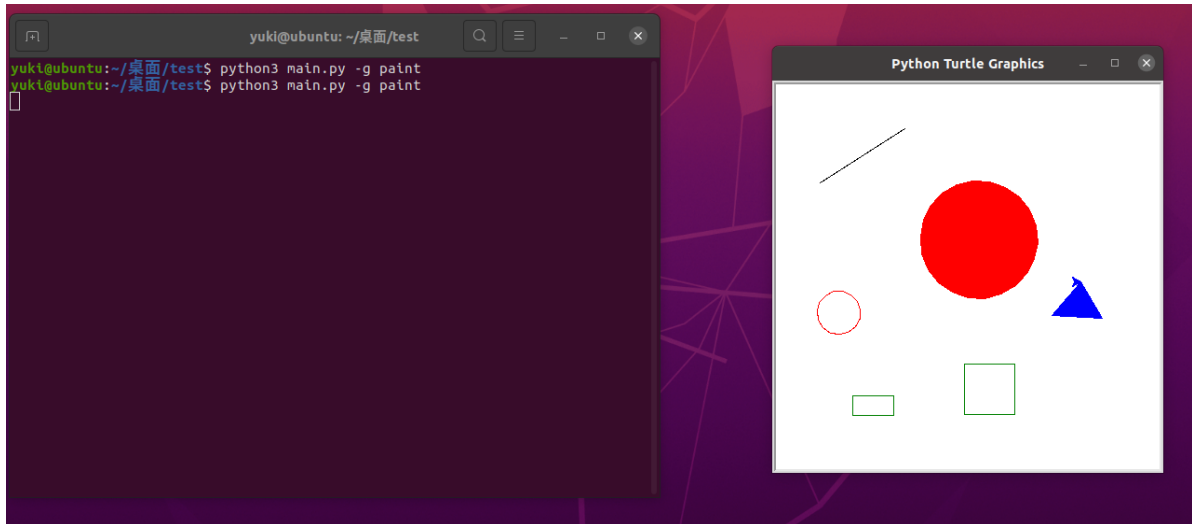 yuki@ubuntu: ~/桌面/test
yuki@ubuntu:~/桌面/test$ python3 main.py -g paint
yuki@ubuntu:~/桌面/test$ python3 main.py -g paint
Python Turtle Graphics